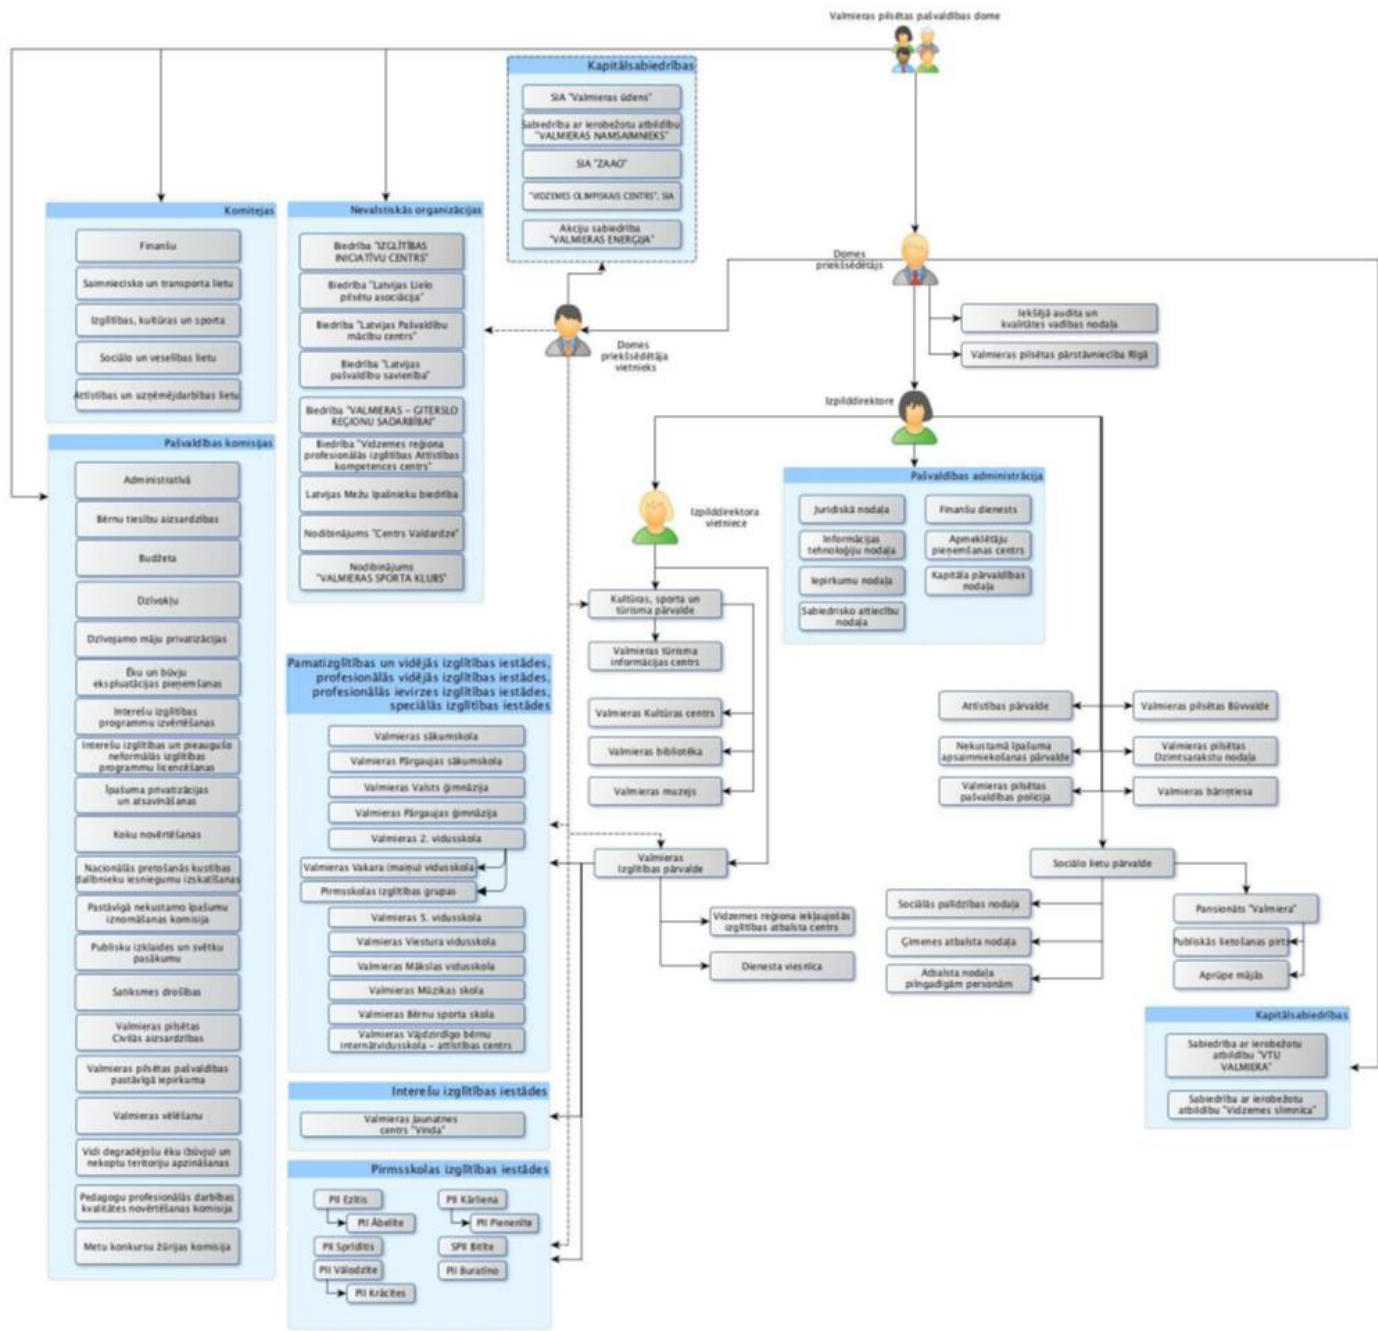 Valmieras pilsētas pašvaldības dome
Kapitālsabiedrības
SIA "Valmieras ūdens"
Sabiedrība ar ierobežotu atbildību
"VALMIERAS NAMSAIMNIEKS"
SIA "ZAAO"
"VIDZEMES OLIMPISKAIS CENTRS", SIA
Akciju sabiedrība
"VALMIERAS ENERĢIJA"
Komitejas
Finanšu
Saimniecisko un transporta lietu
Izglītības, kultūras un sporta
Sociālo un veselības lietu
Attīstības un uzņēmējdarbības lietu
Nevalstiskās organizācijas
Biedrība "IZGLĪTĪBAS
INICIATĪVU CENTRS"
Biedrība "Latvijas Lielo
pilsētu asociācija"
Biedrība "Latvijas Pašvaldību
mācību centrs"
Biedrība "Latvijas
pašvaldību savienība"
Biedrība "VALMIERAS – GITERSLO
REĢIONU SADARBĪBAI"
Biedrība "Vidzemes reģiona
profesionālās izglītības Attīstības
kompetences centrs"
Latvijas Mežu īpašnieku biedrība
Nodibinājums "Centrs Valdardze"
Nodibinājums
"VALMIERAS SPORTA KLUBS"
Domes
priekšsēdētājs
Iekšējā audita un
kvalitātes vadības nodaļa
Valmieras pilsētas pārstāvniecība Rīgā
Domes
priekšsēdētāja
vietnieks
Izpilddirektore
Izpilddirektora
vietniece
Pašvaldības administrācija
Juridiskā nodaļa
Finanšu dienests
Informācijas
tehnoloģiju nodaļa
Apmeklētāju
pieņemšanas centrs
Iepirkumu nodaļa
Kapitāla pārvaldības
nodaļa
Sabiedrisko attiecību
nodaļa
Pašvaldības komisijas
Administratīvā
Bērnu tiesību aizsardzības
Budžeta
Dzīvokļu
Dzīvojamo māju privatizācijas
Ēku un būvju
ekspluatācijas pieņemšanas
Interešu izglītības
programmu izvērtēšanas
Interešu izglītības un pieaugušo
neformālās izglītības
programmu licencēšanas
Īpašuma privatizācijas
un atsavināšanas
Koku novērtēšanas
Nacionālās pretošanās kustības
dalībnieku iesniegumu izskatīšanas
Pastāvīgā nekustamo īpašumu
iznomāšanas komisija
Publisku izklaides un svētku
pasākumu
Satiksmes drošības
Valmieras pilsētas
Civilās aizsardzības
Valmieras pilsētas pašvaldības
pastāvīgā iepirkuma
Valmieras vēlēšanu
Vidi degradējošu ēku (būvju) un
nekoptu teritoriju apzināšanas
Pedagogu profesionālās darbības
kvalitātes novērtēšanas komisija
Metu konkursu žūrijas komisija
Kultūras, sporta un
tūrisma pārvalde
Valmieras tūrisma
informācijas centrs
Valmieras Kultūras centrs
Valmieras bibliotēka
Valmieras muzejs
Pamatizglītības un vidējās izglītības iestādes,
profesionālās vidējās izglītības iestādes,
profesionālās ievirzes izglītības iestādes,
speciālās izglītības iestādes
Valmieras sākumskola
Valmieras Pārgaujas sākumskola
Valmieras Valsts ģimnāzija
Valmieras Pārgaujas ģimnāzija
Valmieras 2. vidusskola
Valmieras Vakara (maiņu) vidusskola
Pirmsskolas izglītības grupas
Valmieras 5. vidusskola
Valmieras Viestura vidusskola
Valmieras Mākslas vidusskola
Valmieras Mūzikas skola
Valmieras Bērnu sporta skola
Valmieras Vājdzirdīgo bērnu
internātvidusskola – attīstības centrs
Attīstības pārvalde
Valmieras pilsētas Būvvalde
Nekustamā īpašuma
apsaimniekošanas pārvalde
Valmieras pilsētas
Dzimtsarakstu nodaļa
Valmieras pilsētas
pašvaldības policija
Valmieras bāriņtiesa
Valmieras
Izglītības pārvalde
Vidzemes reģiona iekļaujošās
izglītības atbalsta centrs
Dienesta viesnīca
Sociālo lietu pārvalde
Sociālās palīdzības nodaļa
Ģimenes atbalsta nodaļa
Atbalsta nodaļa
pilngadīgām personām
Pansionāts "Valmiera"
Publiskās lietošanas pirts
Aprūpe mājās
Kapitālsabiedrības
Sabiedrība ar ierobežotu
atbildību "VTU
VALMIERA"
Sabiedrība ar ierobežotu
atbildību "Vidzemes slimnīca"
Interešu izglītības iestādes
Valmieras Jaunatnes
centrs "Vinda"
Pirmsskolas izglītības iestādes
PII Ezītis
PII Kārliena
PII Ābelīte
PII Pienenīte
PII Sprīdītis
SPII Bitīte
PII Vālodzīte
PII Buratino
PII Krācītes